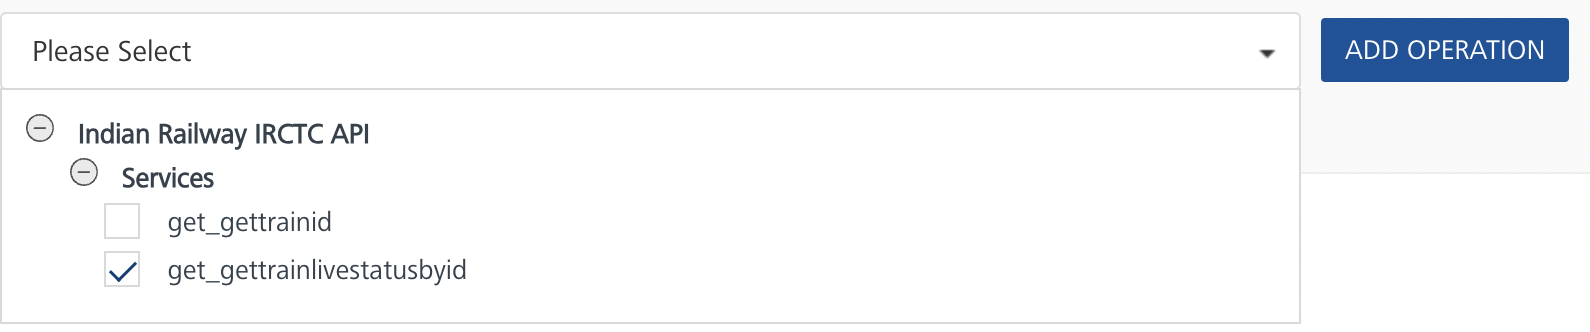 Please Select
ADD OPERATION
Indian Railway IRCTC API
Services
get_gettrainid
get_gettrainlivestatusbyid